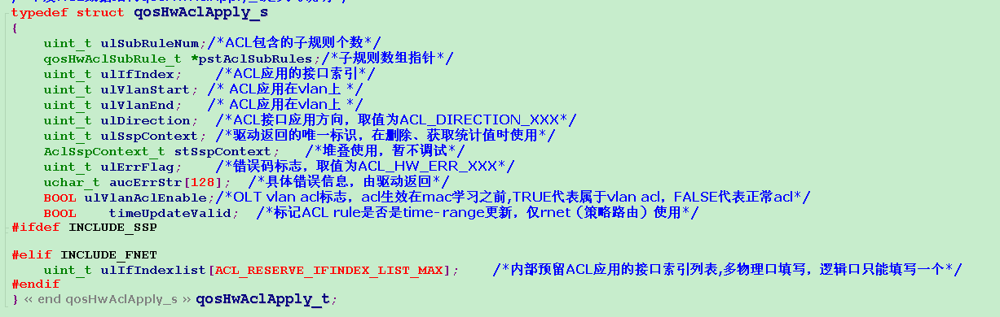 typedef struct qosHwAclApply_s
{
uint_t ulSubRuleNum;/*ACL包含的子规则个数*/
qosHwAclSubRule_t *pstAclSubRules;/*子规则数组指针*/
uint_t ulIfIndex; /*ACL应用的接口索引*/
uint_t ulVlanStart; /* ACL应用在vlan上 */
uint_t ulVlanEnd; /* ACL应用在vlan上 */
uint_t ulDirection; /*ACL接口应用方向，取值为ACL_DIRECTION_XXX*/
uint_t ulSspContext; /*驱动返回的唯一标识，在删除、获取统计值时使用*/
AclSspContext_t stSspContext; /*堆叠使用，暂不调试*/
uint_t ulErrFlag; /*错误码标志，取值为ACL_HW_ERR_XXX*/
uchar_t aucErrStr[128]; /*具体错误信息，由驱动返回*/
BOOL ulVlanAclEnable;/*OLT vlan acl标志，acl生效在mac学习之前,TRUE代表属于vlan acl，FALSE代表正常acl*/
BOOL timeUpdateValid; /*标记ACL rule是否是time-range更新，仅rnet（策略路由）使用*/
#ifdef INCLUDE_SSP
#elif INCLUDE_FNET
uint_t ulIfIndexlist[ACL_RESERVE_IFINDEX_LIST_MAX]; /*内部预留ACL应用的接口索引列表,多物理口填写，逻辑口只能填写一个*/
#endif
} « end qosHwAclApply_s » qosHwAclApply_t;